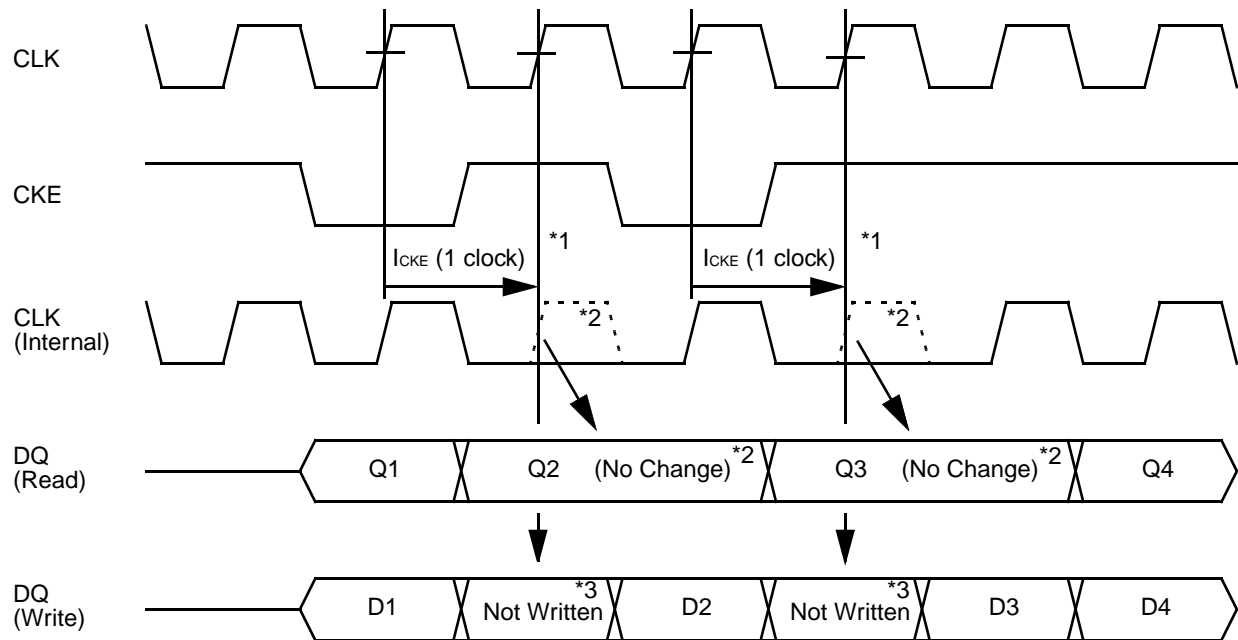 CLK
CKE
*1
*1
ICKE (1 clock)
ICKE (1 clock)
CLK
(Internal)
*2
*2
DQ
(Read)
Q1
Q2
(No Change)*2
Q3
(No Change)*2
Q4
DQ
(Write)
D1
*3
Not Written
D2
*3
Not Written
D3
D4